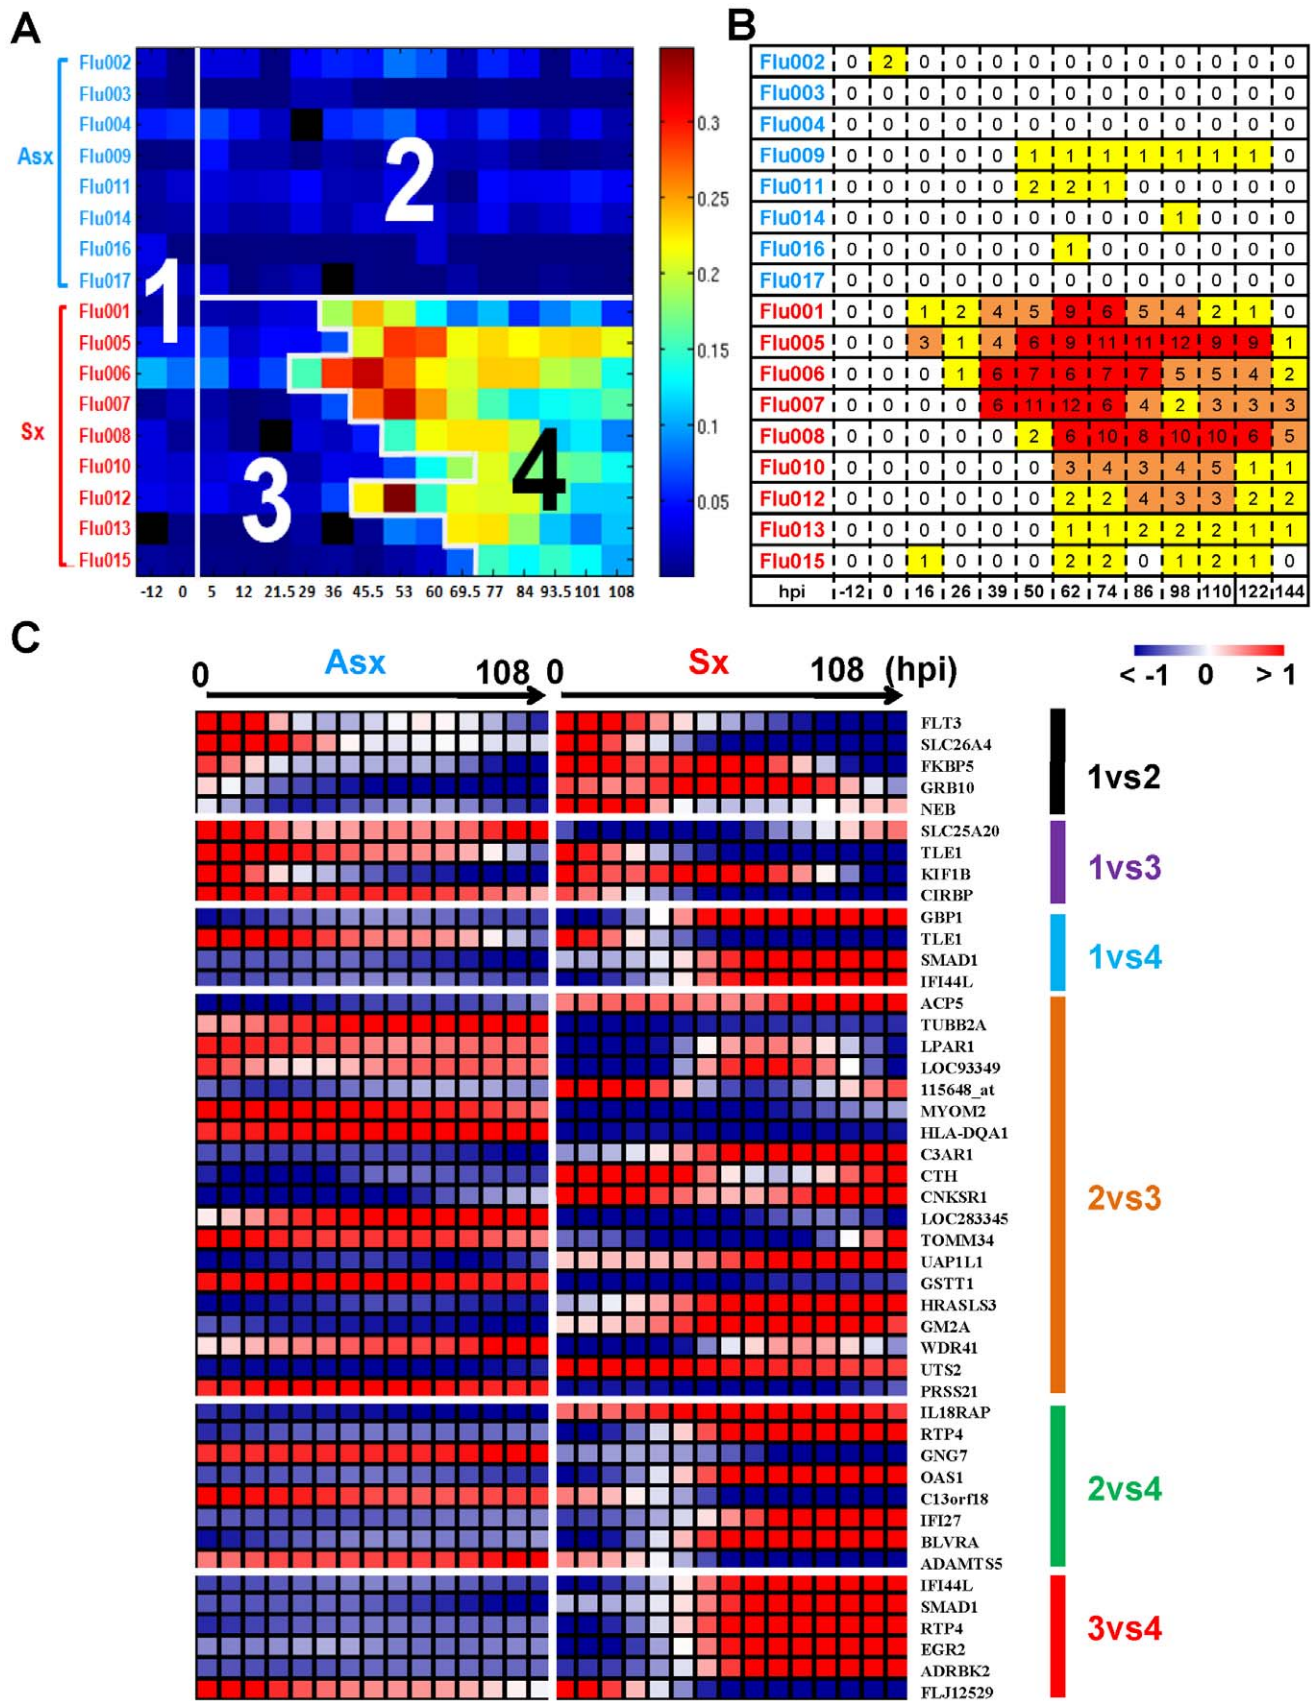 A
Asx
Sx
Flu002
Flu003
Flu004
Flu009
Flu011
Flu014
Flu016
Flu017
Flu001
Flu005
Flu006
Flu007
Flu008
Flu010
Flu012
Flu013
Flu015
1
2
3
4
-12 0 5 12 21.5 29 36 45.5 53 60 69.5 77 84 93.5 101 108
0.3
0.25
0.2
0.15
0.1
0.05
B
Flu002 0 2 0 0 0 0 0 0 0 0 0 0 0
Flu003 0 0 0 0 0 0 0 0 0 0 0 0 0
Flu004 0 0 0 0 0 0 0 0 0 0 0 0 0
Flu009 0 0 0 0 0 1 1 1 1 1 1 1 0
Flu011 0 0 0 0 0 2 2 1 0 0 0 0 0
Flu014 0 0 0 0 0 0 0 0 0 1 0 0 0
Flu016 0 0 0 0 0 0 1 0 0 0 0 0 0
Flu017 0 0 0 0 0 0 0 0 0 0 0 0 0
Flu001 0 0 1 2 4 5 9 6 5 4 2 1 0
Flu005 0 0 3 1 4 6 9 11 11 12 9 9 1
Flu006 0 0 0 1 6 7 6 7 7 5 5 4 2
Flu007 0 0 0 0 6 11 12 6 4 2 3 3 3
Flu008 0 0 0 0 0 2 6 10 8 10 10 6 5
Flu010 0 0 0 0 0 0 3 4 3 4 5 1 1
Flu012 0 0 0 0 0 0 2 2 4 3 3 2 2
Flu013 0 0 0 0 0 0 1 1 2 2 2 1 1
Flu015 0 0 1 0 0 0 2 2 0 1 2 1 0
hpi -12 0 16 26 39 50 62 74 86 98 110 122 144
C
0 Asx 108 0 Sx 108 (hpi)
< -1 0 > 1
FLT3
SLC26A4
FKBP5
GRB10
NEB
1vs2
SLC25A20
TLE1
KIF1B
CIRBP
1vs3
GBP1
TLE1
SMAD1
IFI44L
1vs4
ACP5
TUBB2A
LPAR1
LOC93349
115648_at
MYOM2
HLA-DQA1
C3AR1
CTH
CNKSR1
LOC283345
TOMM34
UAP1L1
GSTT1
HRASLS3
GM2A
WDR41
UTS2
PRSS21
2vs3
IL18RAP
RTP4
GNG7
OAS1
C13orf18
IFI27
BLVRA
ADAMTS5
2vs4
IFI44L
SMAD1
RTP4
EGR2
ADRBK2
FLJ12529
3vs4